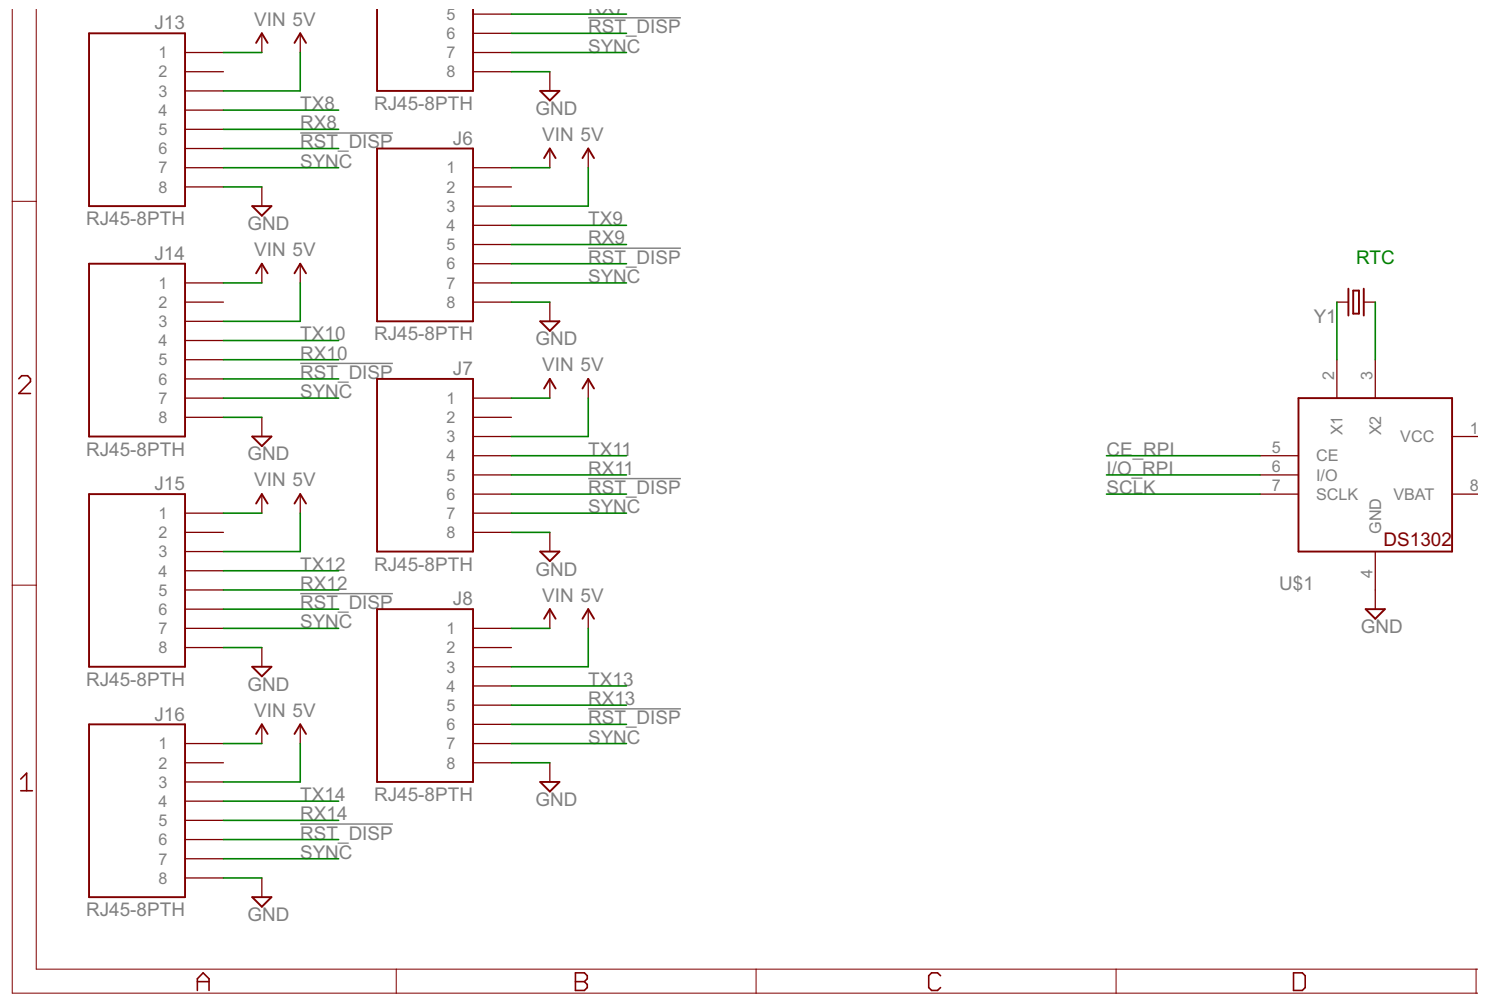 J13
VIN 5V
1
2
3
4
5
6
7
8
TX8
RX8
RST_DISP
SYNC
RJ45-8PTH
GND
J14
VIN 5V
1
2
3
4
5
6
7
8
TX10
RX10
RST_DISP
SYNC
RJ45-8PTH
GND
J15
VIN 5V
1
2
3
4
5
6
7
8
TX12
RX12
RST_DISP
SYNC
RJ45-8PTH
GND
J16
VIN 5V
1
2
3
4
5
6
7
8
TX14
RX14
RST_DISP
SYNC
RJ45-8PTH
GND
5
6
7
8
RST_DISP
SYNC
RJ45-8PTH
GND
J6
VIN 5V
1
2
3
4
5
6
7
8
TX9
RX9
RST_DISP
SYNC
RJ45-8PTH
GND
J7
VIN 5V
1
2
3
4
5
6
7
8
TX11
RX11
RST_DISP
SYNC
RJ45-8PTH
GND
J8
VIN 5V
1
2
3
4
5
6
7
8
TX13
RX13
RST_DISP
SYNC
RJ45-8PTH
GND
RTC
Y1
2
3
X1
X2
VCC
1
CE_RPI
5
CE
I/O_RPI
6
I/O
SCLK
7
SCLK
VBAT
8
GND
DS1302
4
U$1
GND
2
1
A
B
C
D